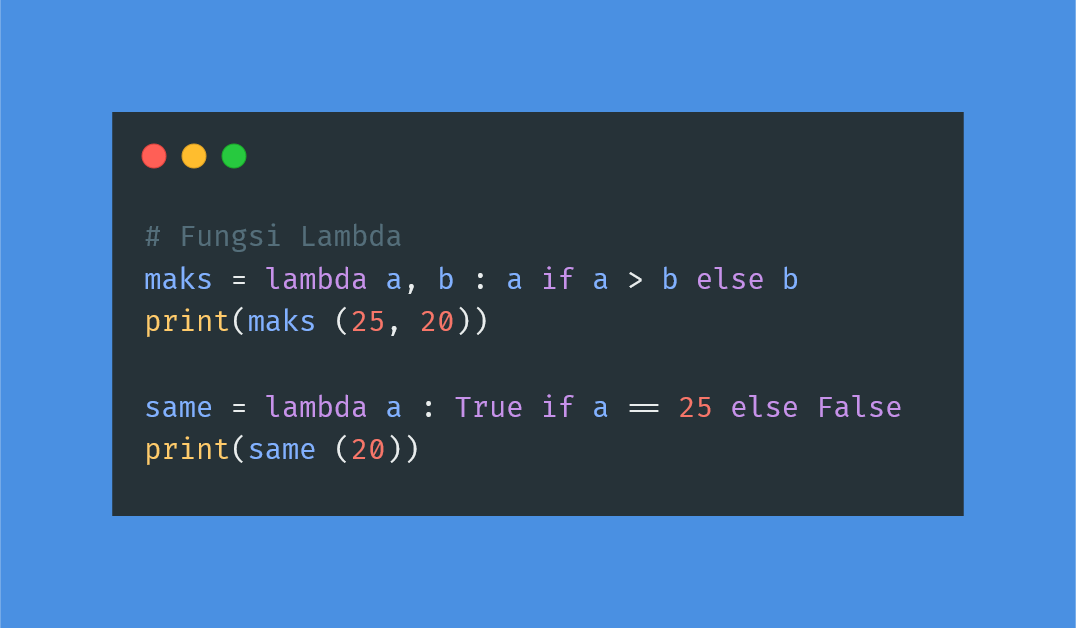 # Fungsi Lambda
maks = lambda a, b : a if a > b else b
print(maks (25, 20))
same = lambda a : True if a == 25 else False
print(same (20))